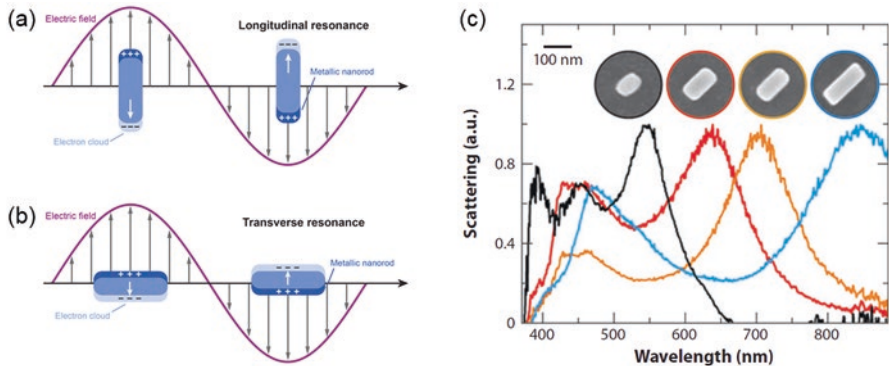 (a)
Electric field
Longitudinal resonance
+++
---
Metallic nanorod
---
+++
Electron cloud
(b)
Electric field
Transverse resonance
Metallic nanorod
+ + +
- - -
- - -
+ + +
Electron cloud
(c)
100 nm
Scattering (a.u.)
1.2
0.8
0.4
0
400 500 600 700 800
Wavelength (nm)